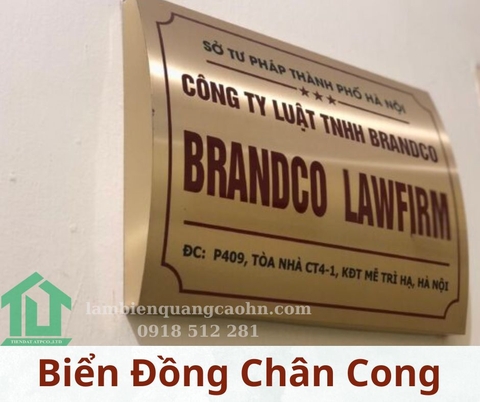 SỞ TƯ PHÁP THÀNH PHỐ HÀ NỘI
CÔNG TY LUẬT TNHH BRANDCO
BRANDCO LAWFIRM
ĐC: P409, TÒA NHÀ CT4-1, KĐT MỄ TRÌ HẠ, HÀ NỘI
lambienquangcaohn.com
0918 512 281
Biển Đồng Chân Cong